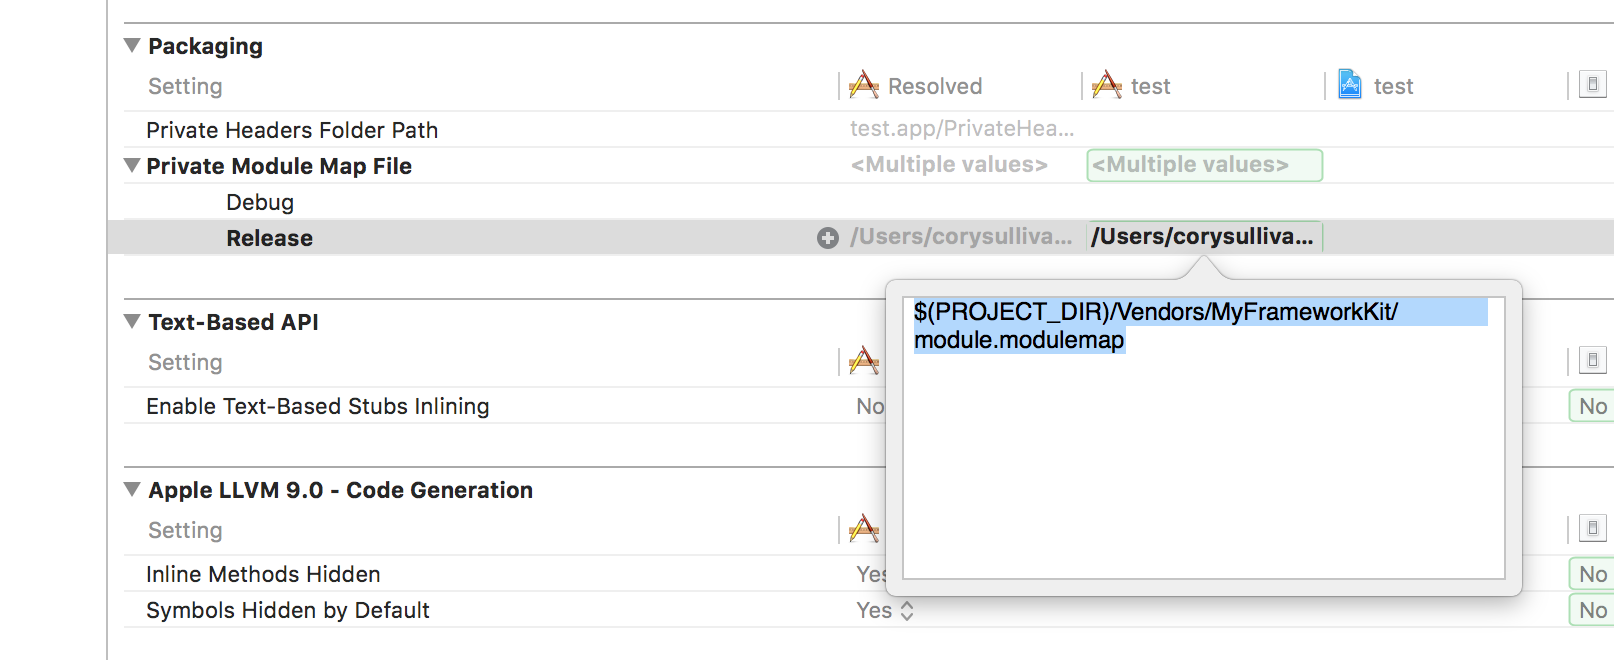 Packaging
Setting Resolved test test
Private Headers Folder Path test.app/PrivateHea...
Private Module Map File <Multiple values> <Multiple values>
Debug
Release /Users/corysulliva... /Users/corysulliva...
$(PROJECT_DIR)/Vendors/MyFrameworkKit/
module.modulemap
Text-Based API
Setting
Enable Text-Based Stubs Inlining No No
Apple LLVM 9.0 - Code Generation
Setting
Inline Methods Hidden Yes No
Symbols Hidden by Default Yes No